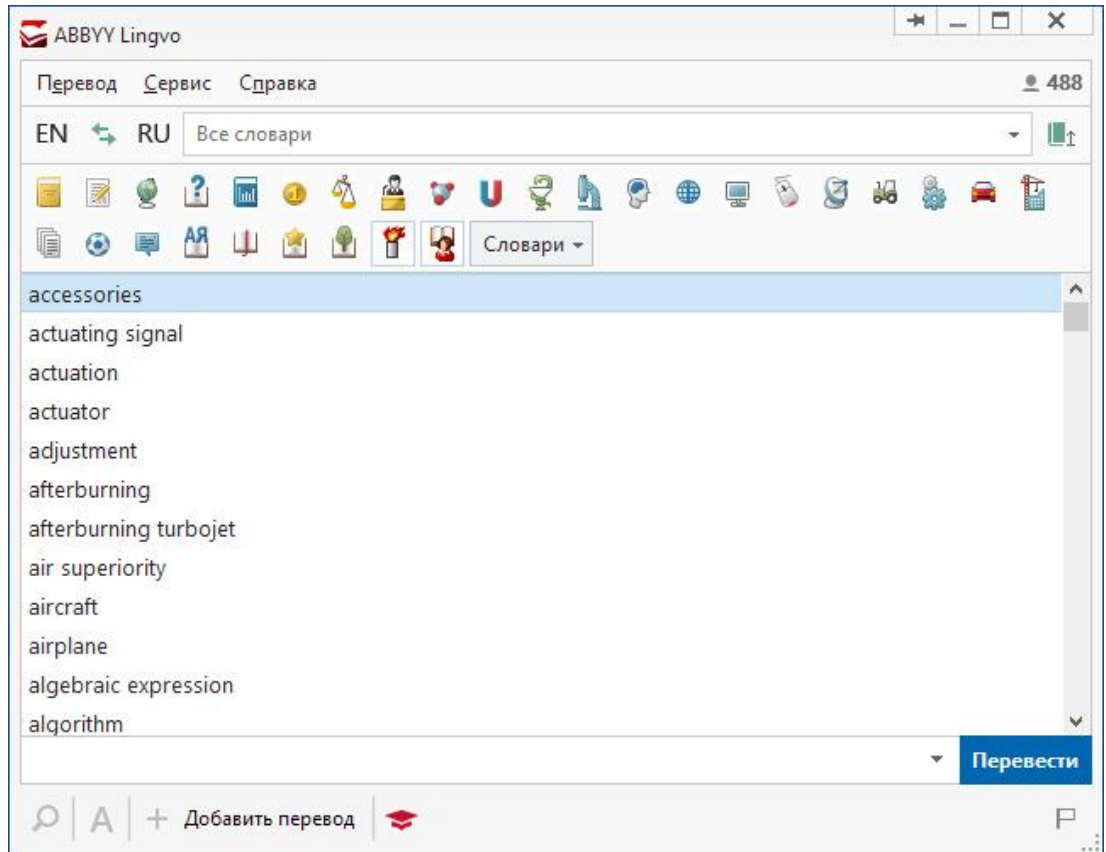 ABBYY Lingvo
Перевод Сервис Справка 488
EN RU Все словари
Словари
accessories
actuating signal
actuation
actuator
adjustment
afterburning
afterburning turbojet
air superiority
aircraft
airplane
algebraic expression
algorithm
Перевести
A Добавить перевод